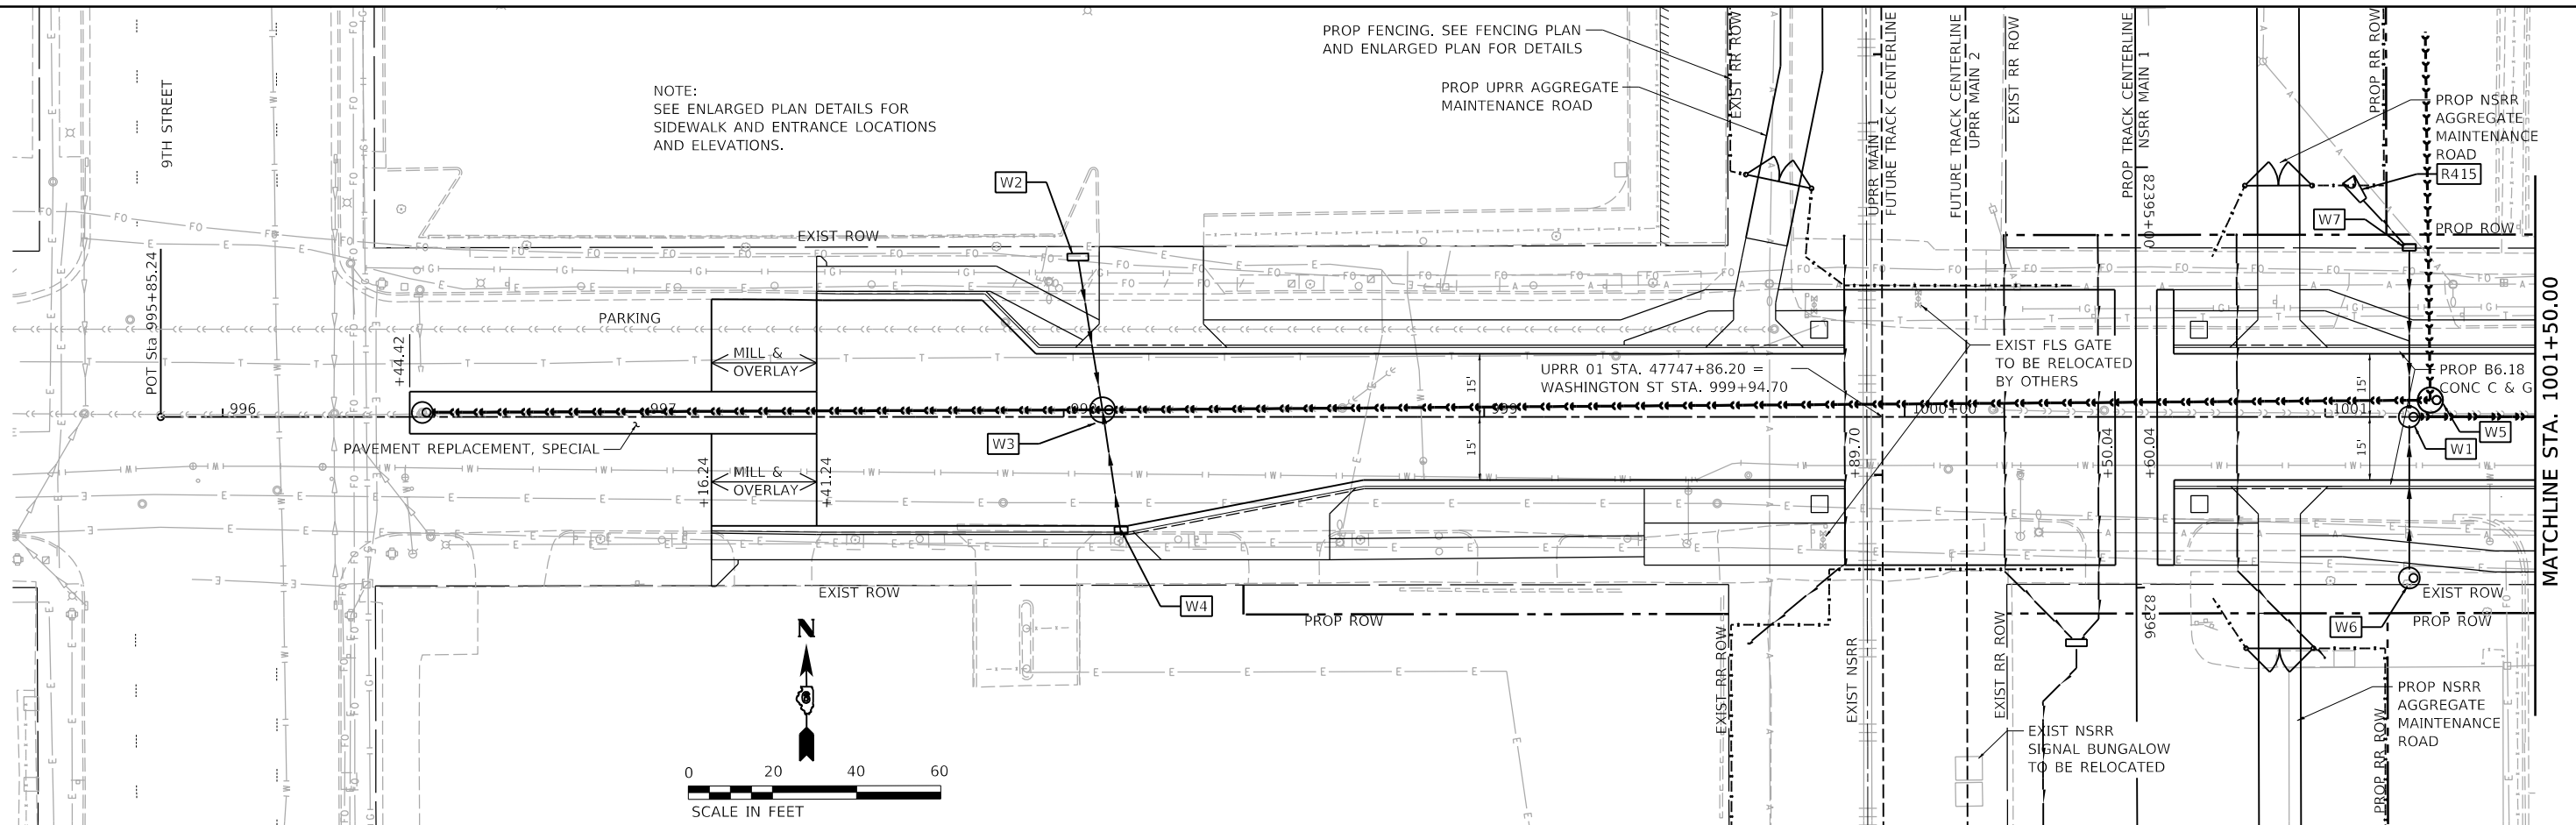 PROP FENCING. SEE FENCING PLAN
AND ENLARGED PLAN FOR DETAILS
NOTE:
SEE ENLARGED PLAN DETAILS FOR
SIDEWALK AND ENTRANCE LOCATIONS
AND ELEVATIONS.
PROP UPRR AGGREGATE
MAINTENANCE ROAD
9TH STREET
EXIST RR ROW
UPRR MAIN 1
FUTURE TRACK CENTERLINE
FUTURE TRACK CENTERLINE
UPRR MAIN 2
EXIST RR ROW
PROP TRACK CENTERLINE
NSRR MAIN 1
82395+00
PROP RR ROW
PROP NSRR
AGGREGATE
MAINTENANCE
ROAD
R415
W2
W7
EXIST ROW
PROP ROW
POT Sta 995+85.24
PARKING
+44.42
MILL &
OVERLAY
UPRR 01 STA. 47747+86.20 =
WASHINGTON ST STA. 999+94.70
EXIST FLS GATE
TO BE RELOCATED
BY OTHERS
15'
15'
PROP B6.18
CONC C & G
MATCHLINE STA. 1001+50.00
996
997
998
999
1000+00
1001
PAVEMENT REPLACEMENT, SPECIAL
W3
W5
W1
15'
15'
+16.24
MILL &
OVERLAY
+41.24
+89.70
+50.04
+60.04
EXIST ROW
W4
PROP ROW
82396
EXIST ROW
PROP ROW
W6
N
EXIST RR ROW
EXIST NSRR
EXIST RR ROW
EXIST NSRR
SIGNAL BUNGALOW
TO BE RELOCATED
PROP NSRR
AGGREGATE
MAINTENANCE
ROAD
PROP RR ROW
0 20 40 60
SCALE IN FEET